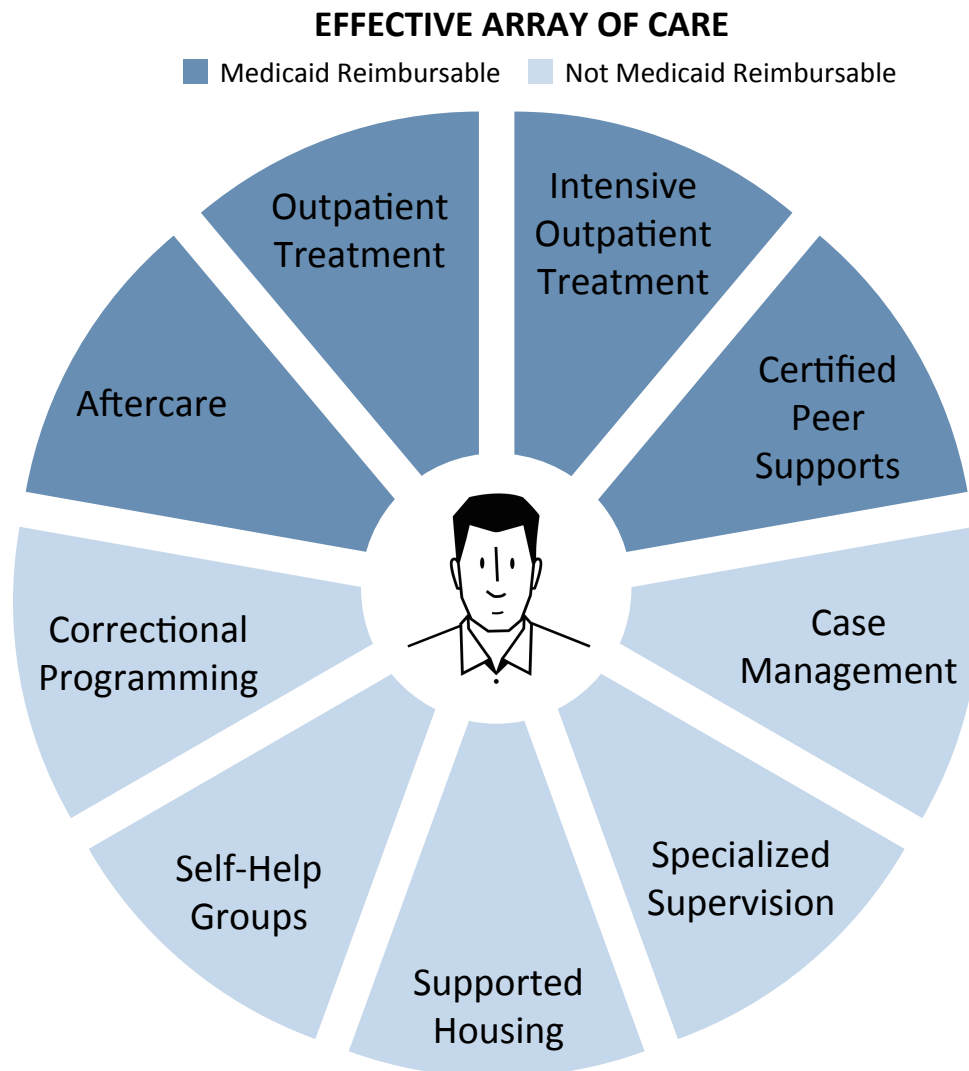 EFFECTIVE ARRAY OF CARE
Medicaid Reimbursable Not Medicaid Reimbursable
Outpatient
Treatment
Intensive
Outpatient
Treatment
Certified
Peer
Supports
Case
Management
Specialized
Supervision
Supported
Housing
Self-Help
Groups
Correctional
Programming
Aftercare